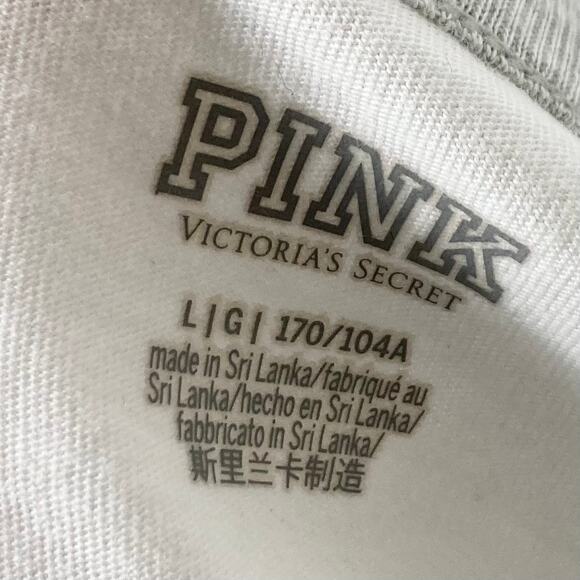 PINK
VICTORIA'S SECRET
L|G| 170/104A
made in Sri Lanka/fabriqué au
Sri Lanka/hecho en Sri Lanka/
fabbricato in Sri Lanka/
斯里兰卡制造